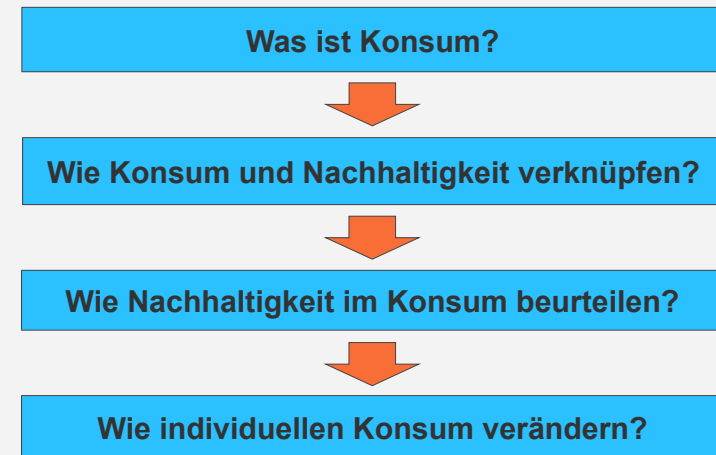 Was ist Konsum?
Wie Konsum und Nachhaltigkeit verknüpfen?
Wie Nachhaltigkeit im Konsum beurteilen?
Wie individuellen Konsum verändern?